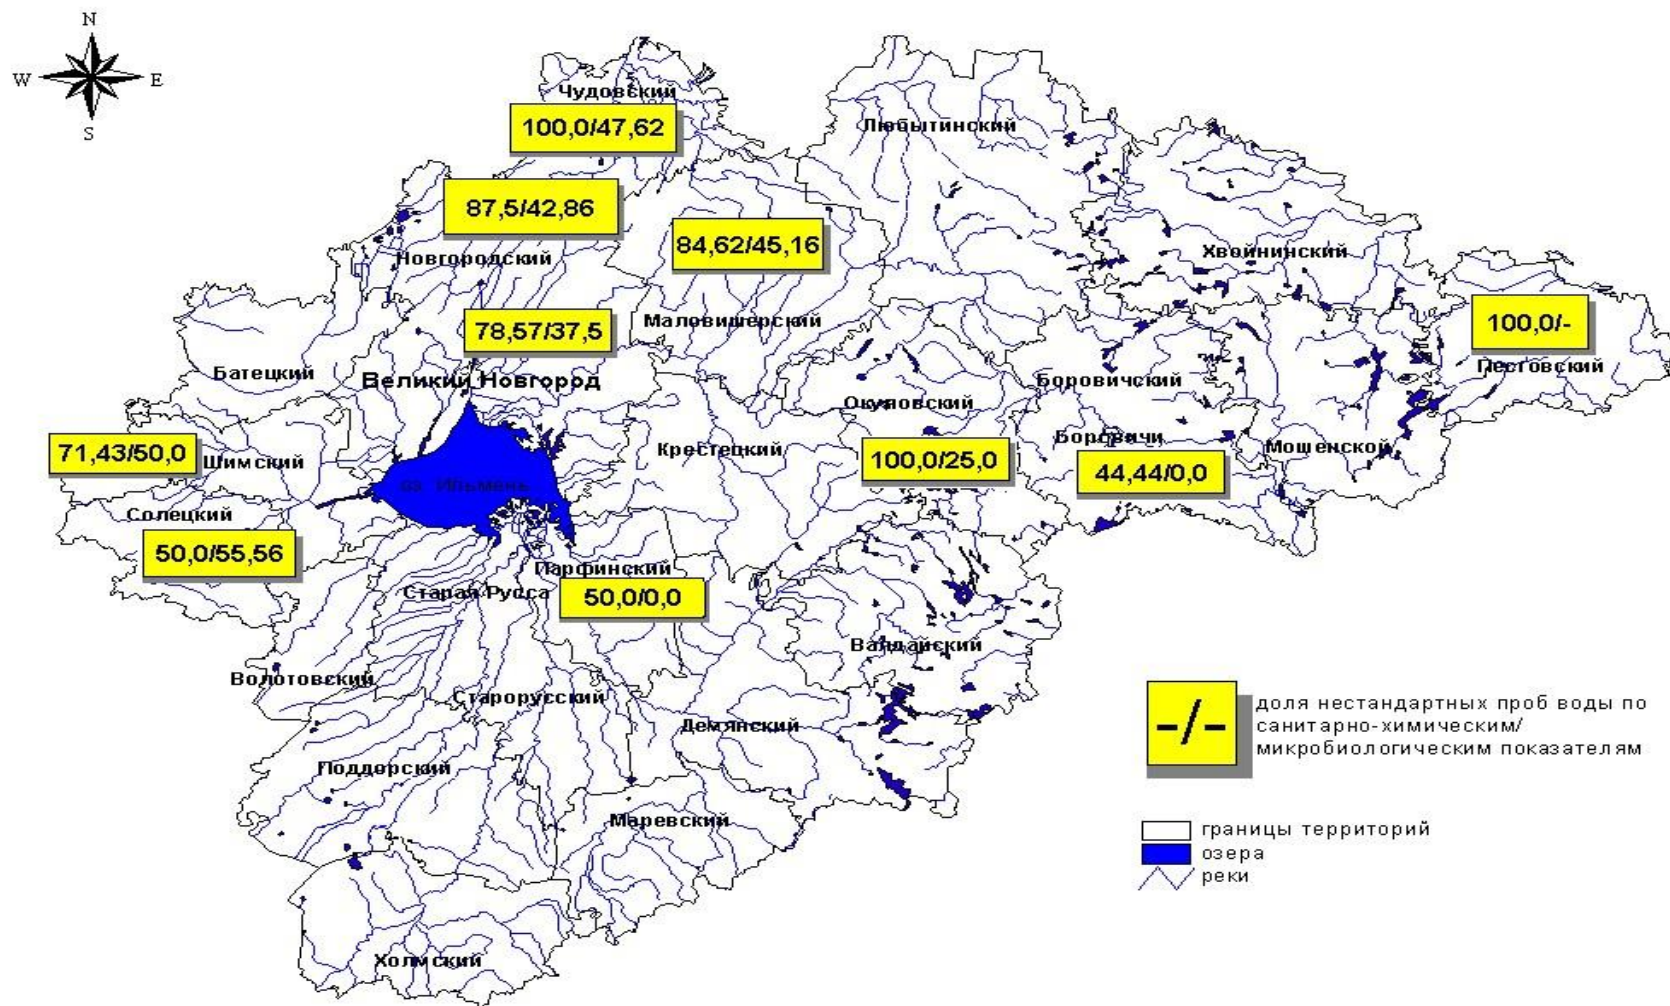 N
W E
S
Чудовский
100,0/47,62
Любытинский
87,5/42,86
84,62/45,16
Новгородский
Хвойнинский
78,57/37,5
Маловишерский
100,0/-
Пестовский
Батецкий
Великий Новгород
Боровичский
Окуловский
71,43/50,0
Шимский
Крестецкий
100,0/25,0
Боровичи
44,44/0,0
Мошенской
оз Ильмень
Солецкий
50,0/55,56
Парфинский
Старая Русса
50,0/0,0
Валдайский
Волотовский
Старорусский
Демянский
Поддорский
Маревский
Холмский
-/-
доля нестандартных проб воды по
санитарно-химическим/
микробиологическим показателям
границы территорий
озера
реки